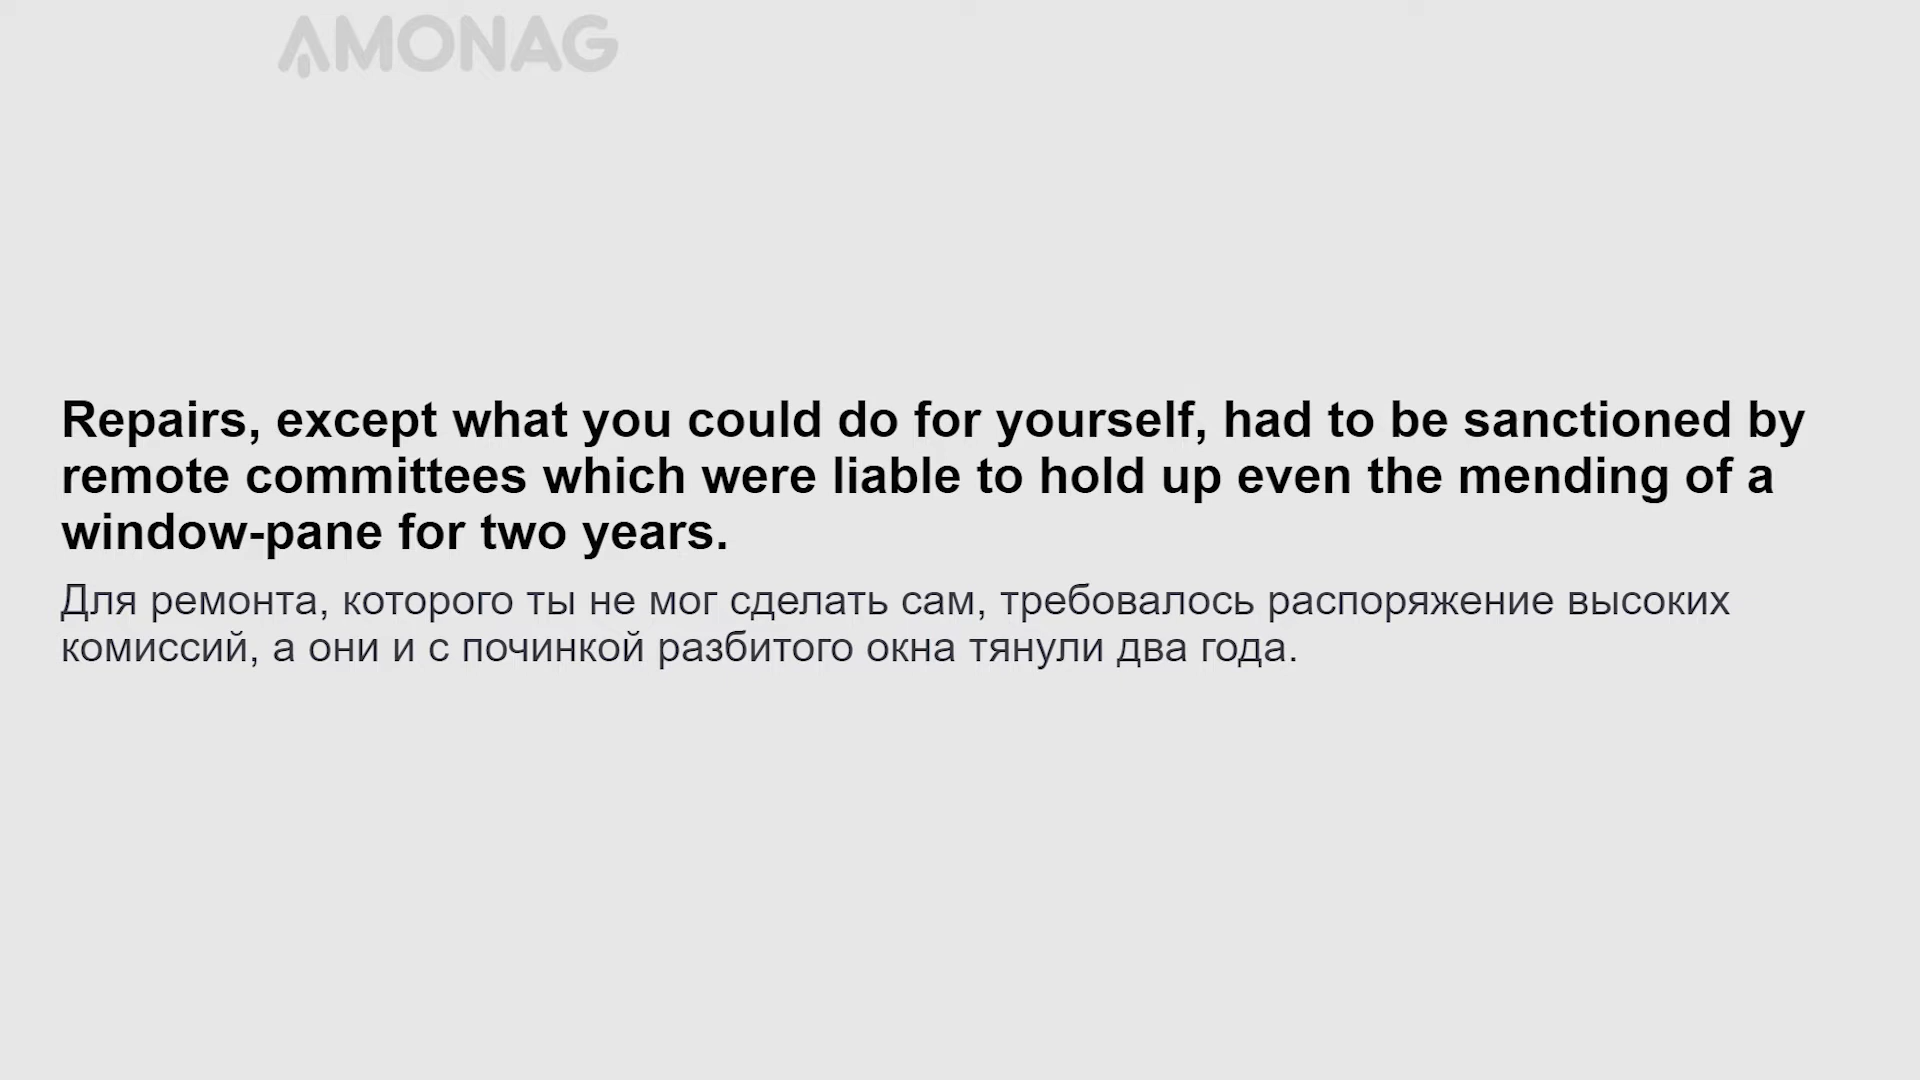 AMONAG
Repairs, except what you could do for yourself, had to be sanctioned by
remote committees which were liable to hold up even the mending of a
window-pane for two years.
Для ремонта, которого ты не мог сделать сам, требовалось распоряжение высоких
комиссий, а они и с починкой разбитого окна тянули два года.